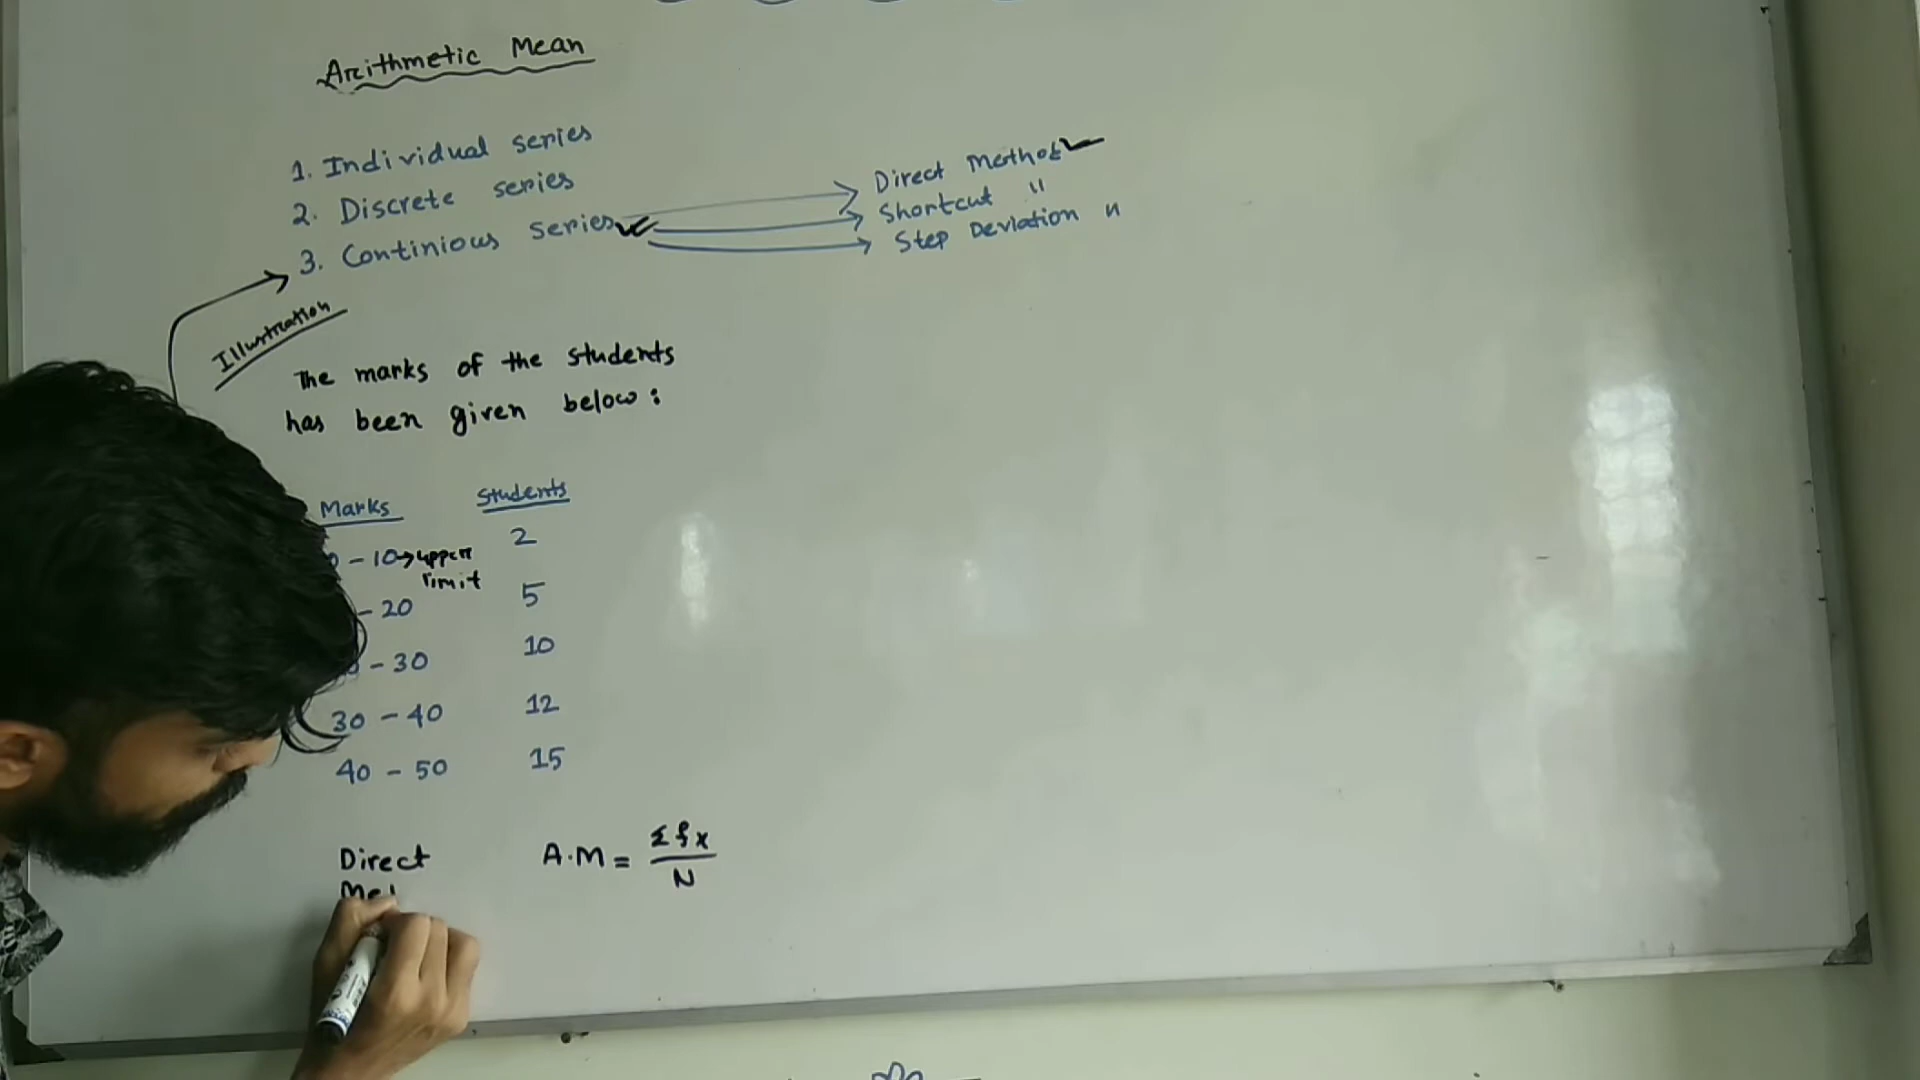 Arithmetic Mean
1. Individual series
2. Discrete series
3. Continious series
Direct Method
Shortcut "
Step Deviation "
Illustration
The marks of the students
has been given below:
Marks Students
- 10 → upper limit 2
- 20 5
- 30 10
30 - 40 12
40 - 50 15
Direct A.M = Σfx / N